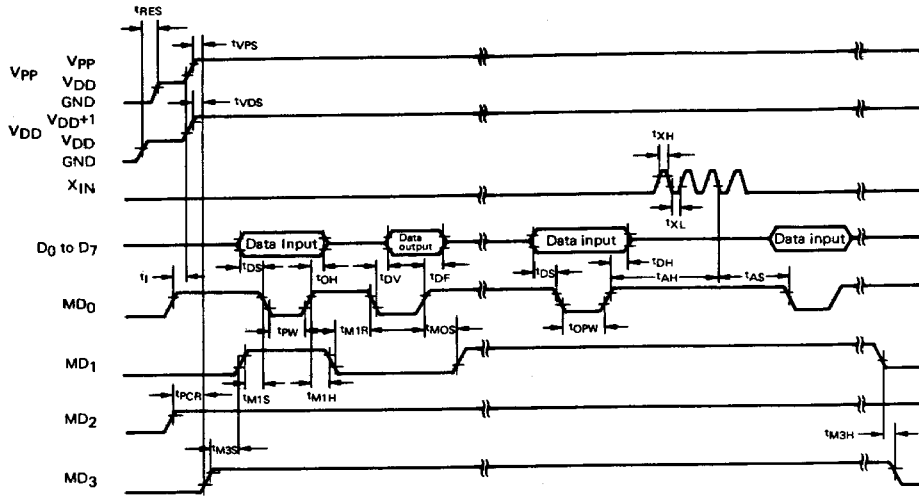 tRES
tVPS
VPP
VPP
VDD
GND
tVDS
VDD
VDD+1
VDD
GND
XIN
tXH
tXL
D0 to D7
Data Input
Data output
Data input
Data input
tI
tDS
tOH
tDV
tDF
tDS
tDH
tAH
tAS
MD0
tPW
tM1R
tMOS
tOPW
MD1
tPCR
tM1S
tM1H
MD2
tM3S
tM3H
MD3